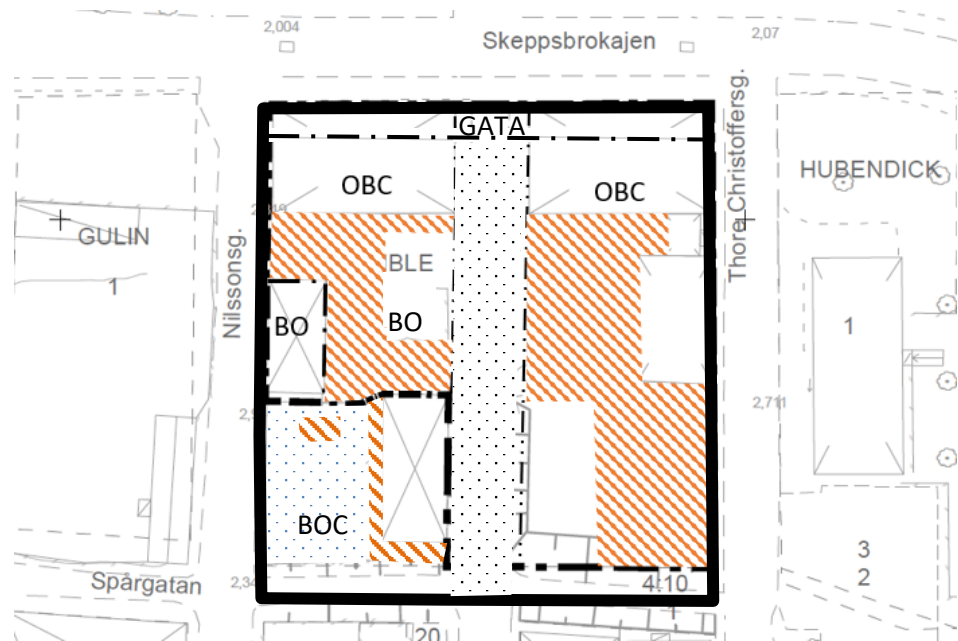 2,004
Skeppsbrokajen
2,07
GATA
Thore Christoffersg.
HUBENDICK
OBC
OBC
GULIN
Nilssonsg.
BLE
1
BO
BO
1
2,711
BOC
Spårgatan
2,34
4:10
3
2
20